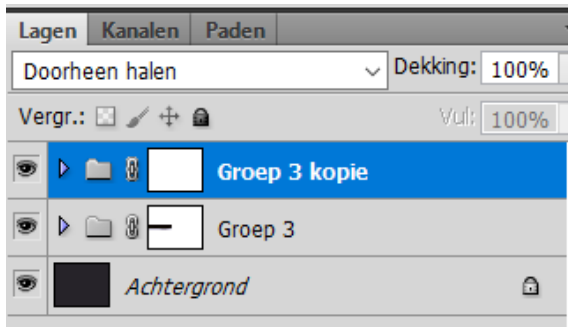 Lagen Kanalen Paden
Doorheen halen Dekking: 100%
Vergr.: Vul: 100%
Groep 3 kopie
Groep 3
Achtergrond